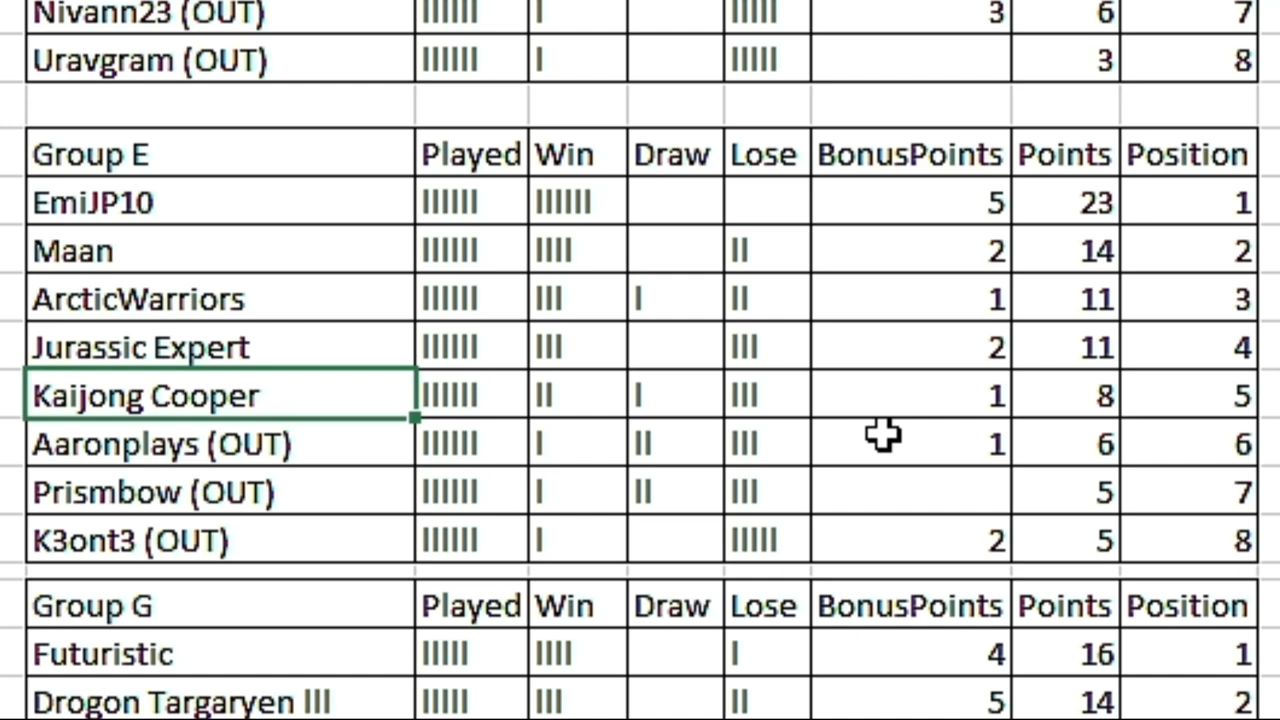 Nivann23 (OUT) IIIIII I IIIII 3 6 7
Uravgram (OUT) IIIIII I IIIII 3 8
Group E Played Win Draw Lose BonusPoints Points Position
EmiJP10 IIIIII IIIIII 5 23 1
Maan IIIIII IIII II 2 14 2
ArcticWarriors IIIIII III I II 1 11 3
Jurassic Expert IIIIII III III 2 11 4
Kaijong Cooper IIIIII II I III 1 8 5
Aaronplays (OUT) IIIIII I II III 1 6 6
Prismbow (OUT) IIIIII I II III 5 7
K3ont3 (OUT) IIIIII I IIIII 2 5 8
Group G Played Win Draw Lose BonusPoints Points Position
Futuristic IIIII IIII I 4 16 1
Drogon Targaryen III IIIII III II 5 14 2